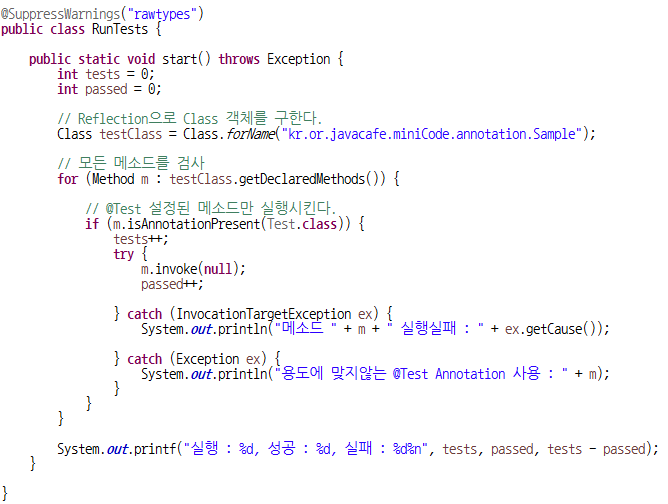 @SuppressWarnings("rawtypes")
public class RunTests {
public static void start() throws Exception {
int tests = 0;
int passed = 0;
// Reflection으로 Class 객체를 구한다.
Class testClass = Class.forName("kr.or.javacafe.miniCode.annotation.Sample");
// 모든 메소드를 검사
for (Method m : testClass.getDeclaredMethods()) {
// @Test 설정된 메소드만 실행시킨다.
if (m.isAnnotationPresent(Test.class)) {
tests++;
try {
m.invoke(null);
passed++;
} catch (InvocationTargetException ex) {
System.out.println("메소드 " + m + " 실행실패 : " + ex.getCause());
} catch (Exception ex) {
System.out.println("용도에 맞지않는 @Test Annotation 사용 : " + m);
}
}
}
System.out.printf("실행 : %d, 성공 : %d, 실패 : %d%n", tests, passed, tests - passed);
}
}